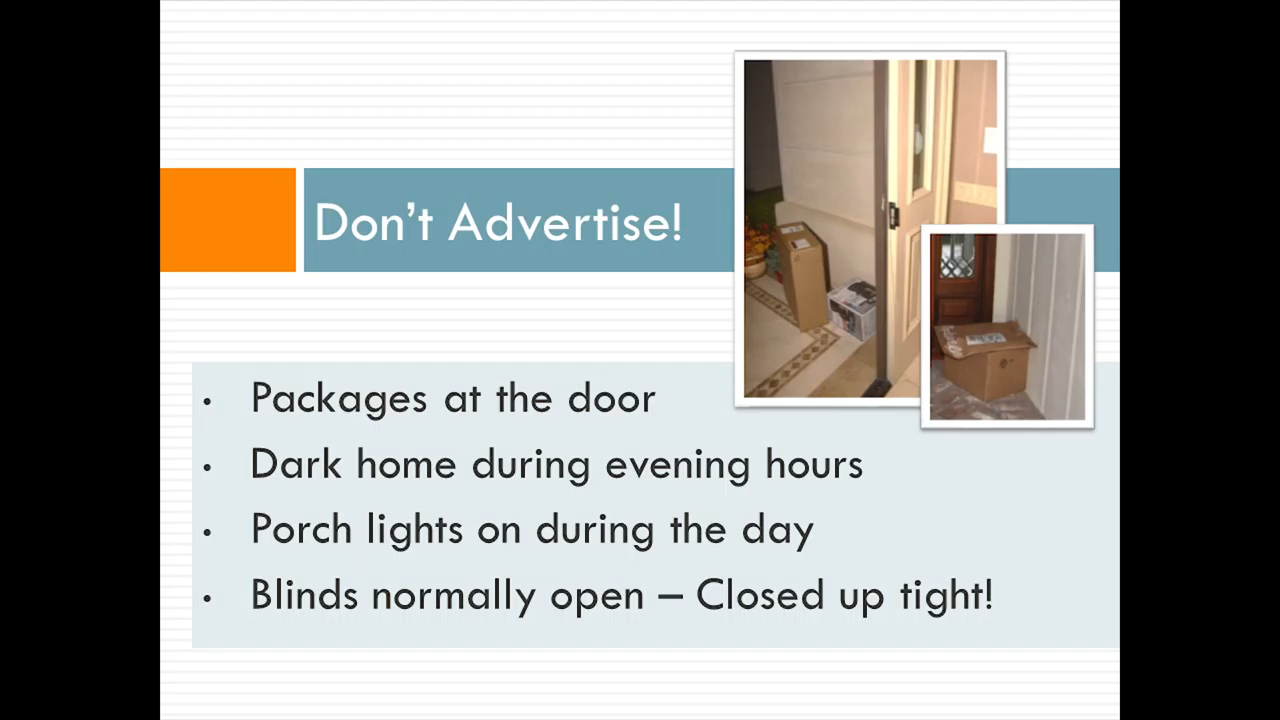 Don’t Advertise!
• Packages at the door
• Dark home during evening hours
• Porch lights on during the day
• Blinds normally open – Closed up tight!